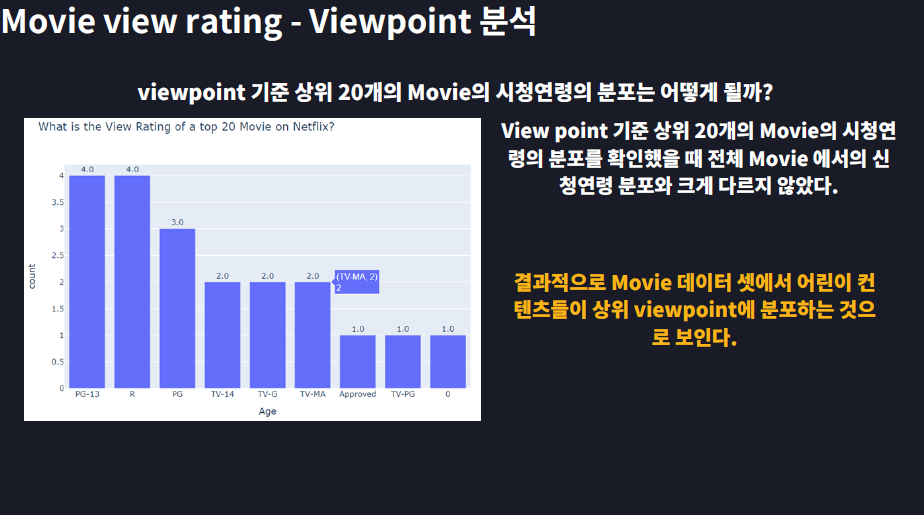 Movie view rating - Viewpoint 분석
viewpoint 기준 상위 20개의 Movie의 시청연령의 분포는 어떻게 될까?
What is the View Rating of a top 20 Movie on Netflix?
4.0
4.0
3.0
2.0
2.0
2.0
1.0
1.0
1.0
(TV-MA, 2)
2
4
3.5
3
2.5
2
1.5
1
0.5
0
count
PG-13
R
PG
TV-14
TV-G
TV-MA
Approved
TV-PG
0
Age
View point 기준 상위 20개의 Movie의 시청연
령의 분포를 확인했을 때 전체 Movie 에서의 신
청연령 분포와 크게 다르지 않았다.
결과적으로 Movie 데이터 셋에서 어린이 컨
텐츠들이 상위 viewpoint에 분포하는 것으
로 보인다.